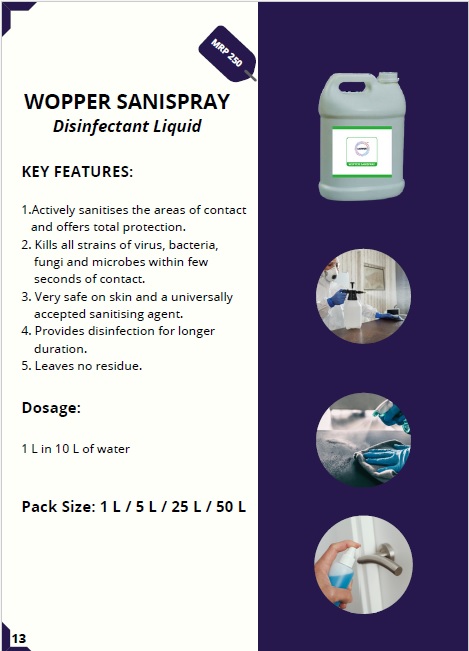 MRP 250
WOPPER SANISPRAY
Disinfectant Liquid
KEY FEATURES:
1.Actively sanitises the areas of contact
and offers total protection.
2. Kills all strains of virus, bacteria,
fungi and microbes within few
seconds of contact.
3. Very safe on skin and a universally
accepted sanitising agent.
4. Provides disinfection for longer
duration.
5. Leaves no residue.
Dosage:
1 L in 10 L of water
Pack Size: 1 L / 5 L / 25 L / 50 L
WOPPER SANISPRAY
13